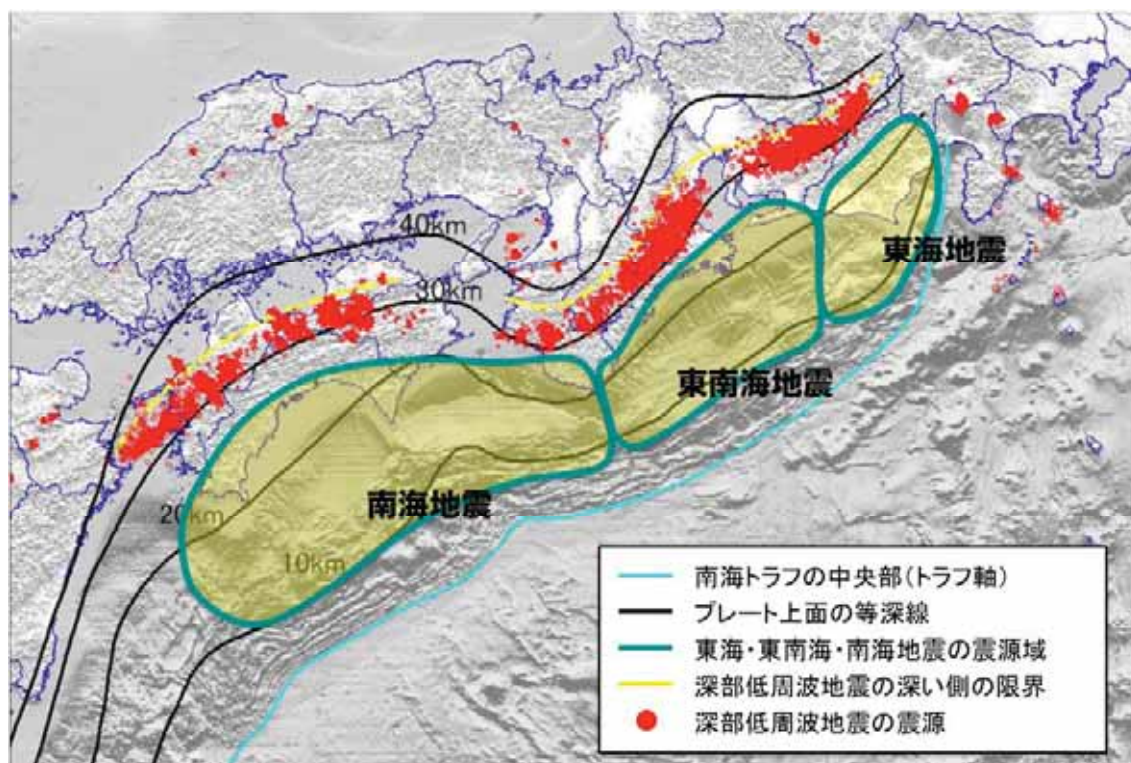 40km
30km
東海地震
東南海地震
南海地震
20km
10km
南海トラフの中央部(トラフ軸)
プレート上面の等深線
東海・東南海・南海地震の震源域
深部低周波地震の深い側の限界
深部低周波地震の震源